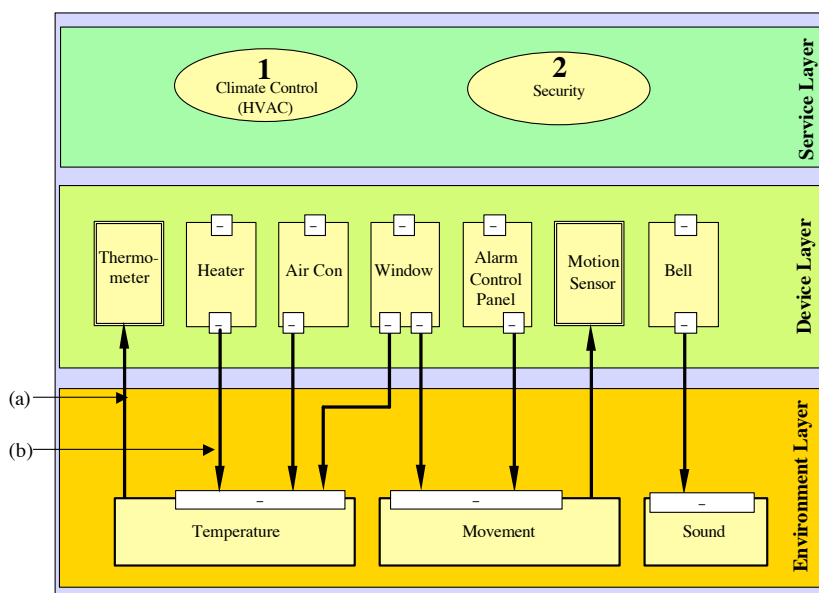 1
Climate Control
(HVAC)
2
Security
Service Layer
Thermo-
meter
–
Heater
–
–
Air Con
–
–
Window
–
–
–
Alarm
Control
Panel
–
Motion
Sensor
–
Bell
–
Device Layer
(a)
(b)
–
Temperature
–
Movement
–
Sound
Environment Layer